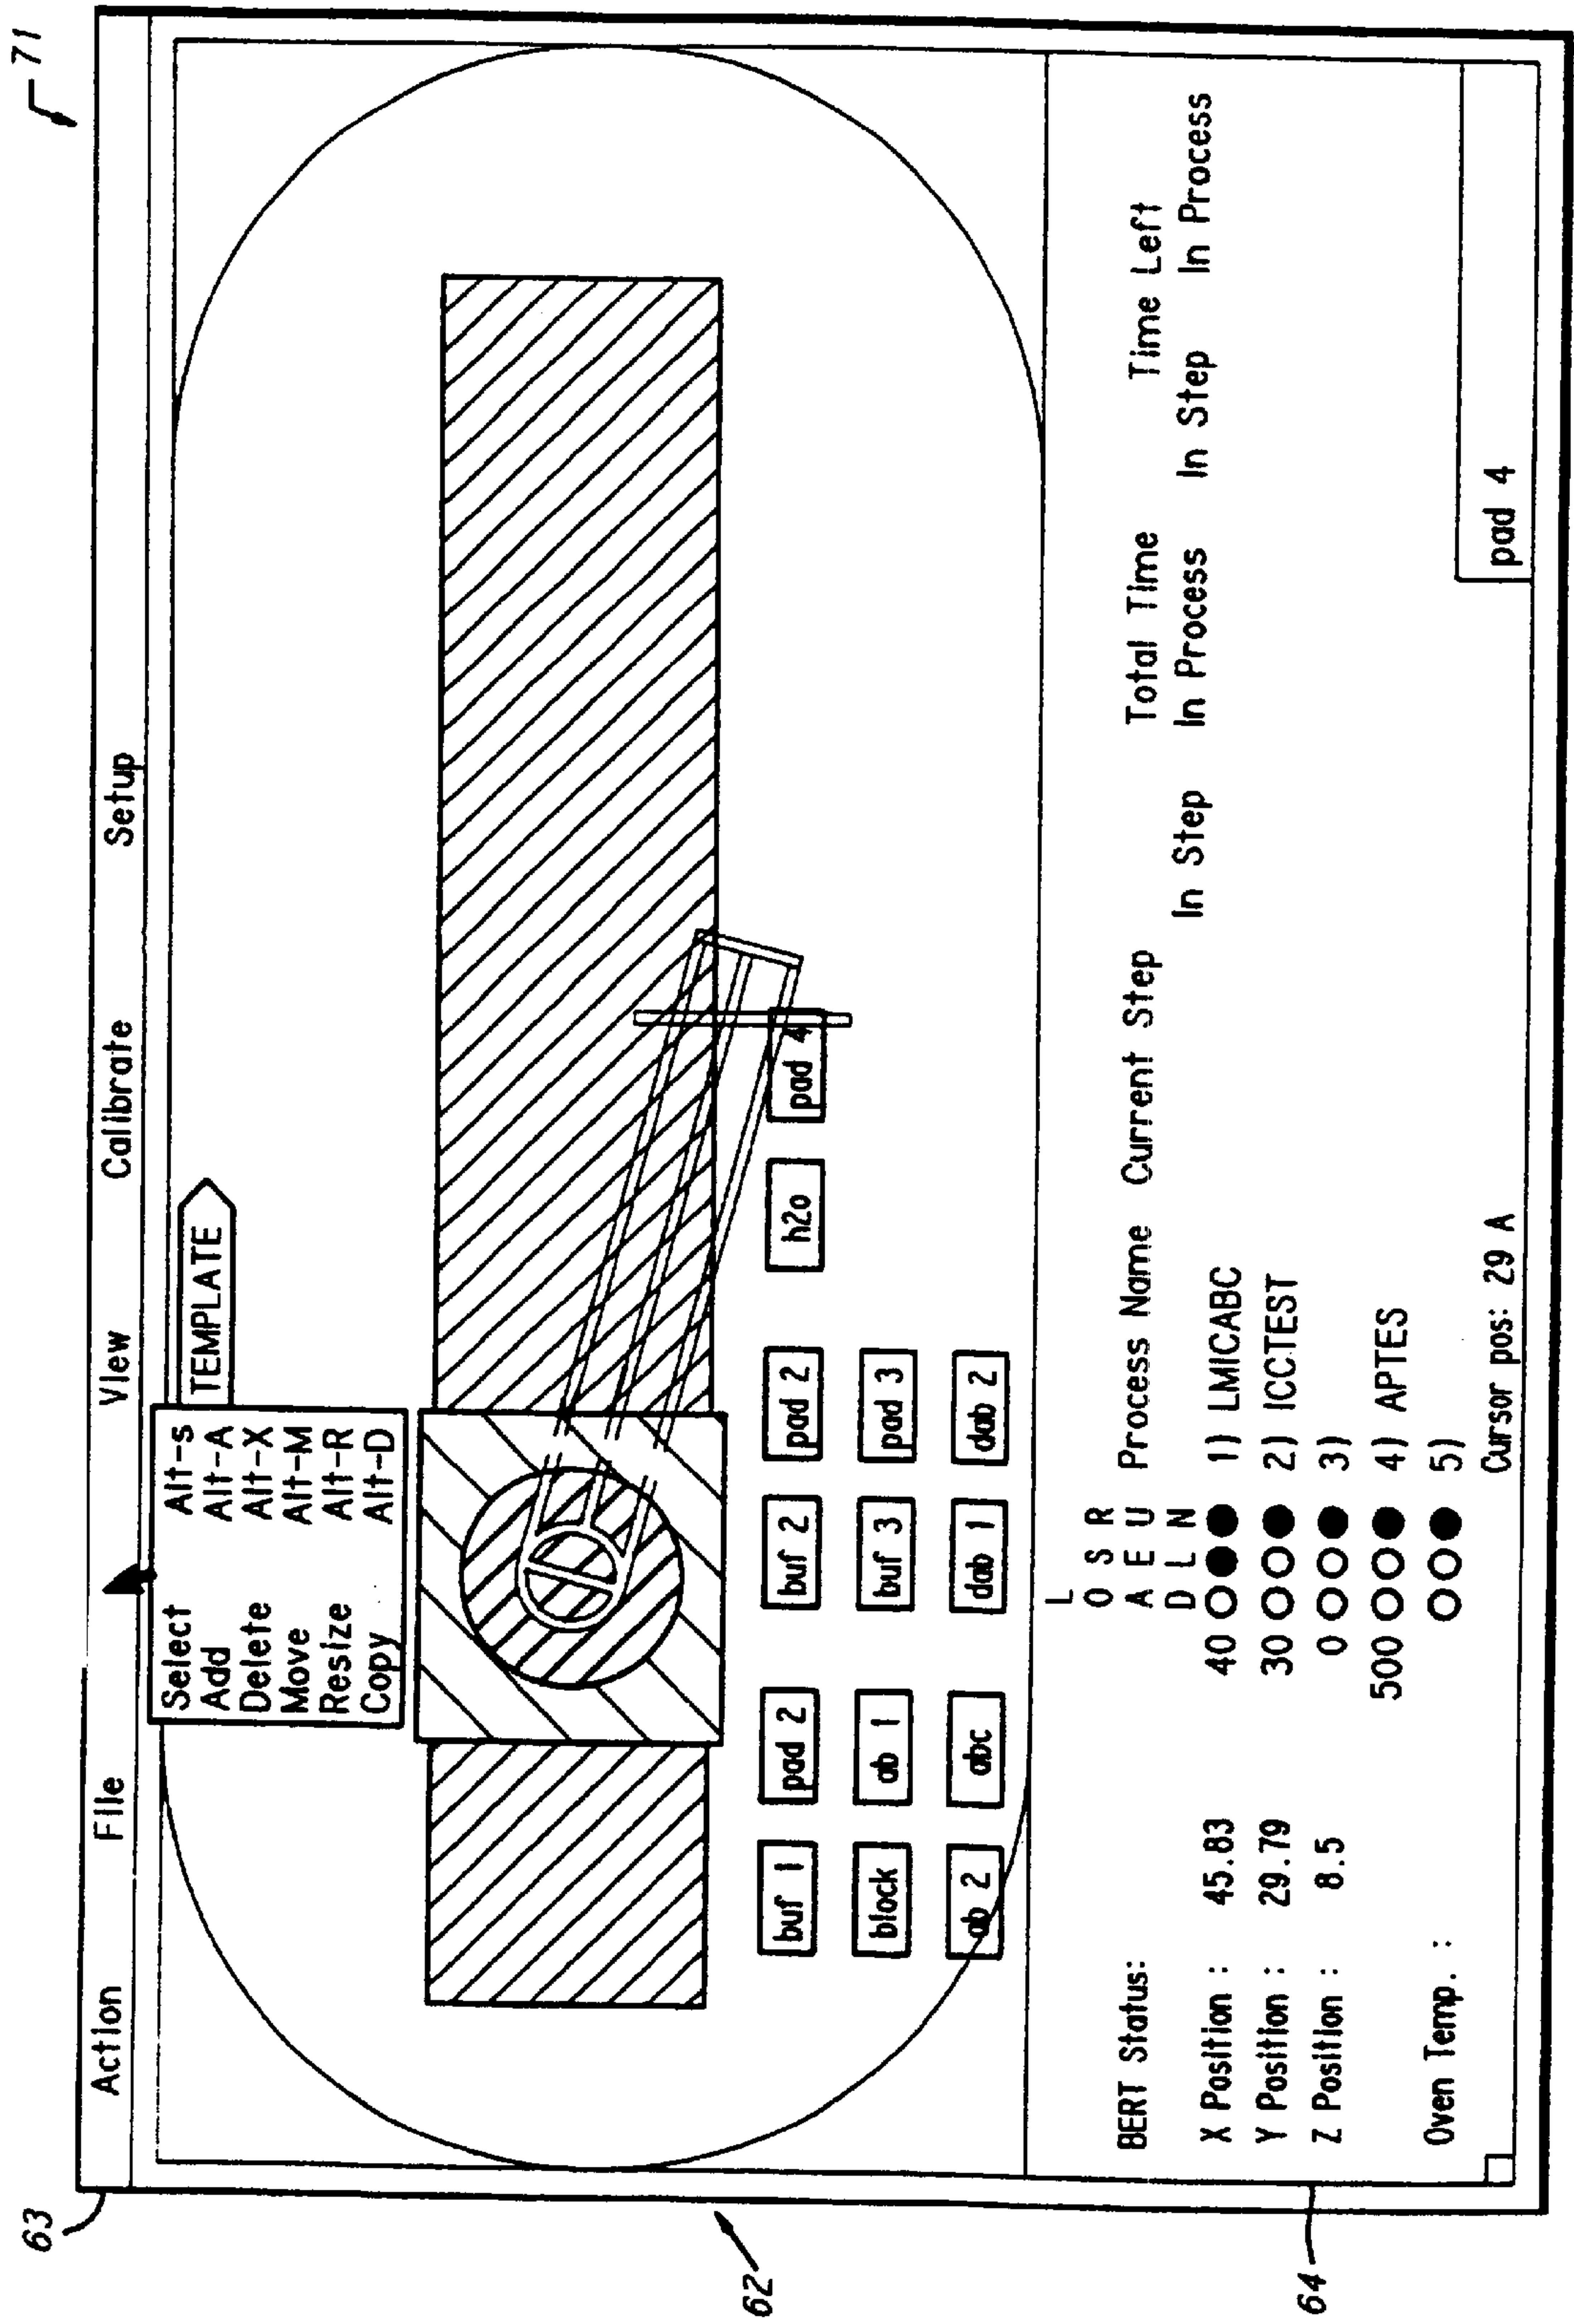 71
63
Action File View Calibrate Setup
Select Alt-s
Add Alt-A
Delete Alt-X
Move Alt-M
Resize Alt-R
Copy Alt-D
TEMPLATE
62
buf 1 pad 2 buf 2 pad 2 h2o pad 4
block ab 1 buf 3 pad 3
ab 2 abc dab 1 dab 2
L
O S R
BERT Status: A E U Process Name Current Step Total Time Time Left
D L N In Step In Process In Step In Process
X Position : 45.83 40 1) LMICABC
Y Position : 29.79 30 2) ICCTEST
Z Position : 8.5 0 3)
500 4) APTES
Oven Temp. : 5)
Cursor pos: 29 A pad 4
64